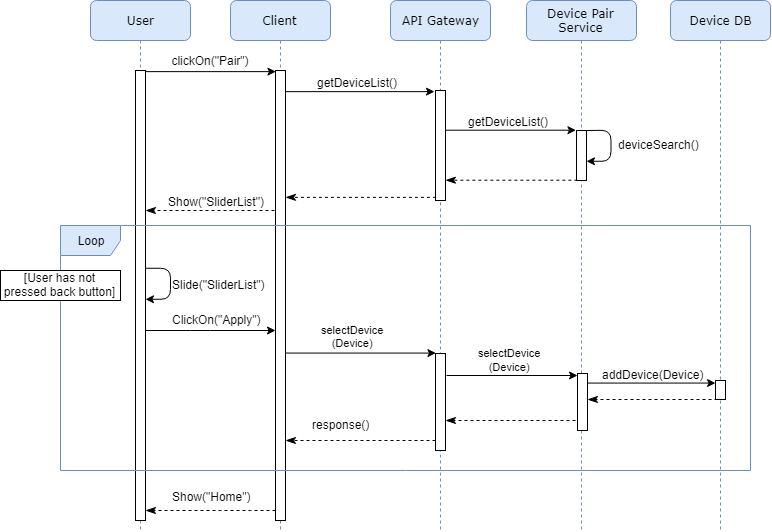 User
Client
API Gateway
Device Pair
Service
Device DB
clickOn("Pair")
getDeviceList()
getDeviceList()
deviceSearch()
Show("SliderList")
Loop
[User has not
pressed back button]
Slide("SliderList")
ClickOn("Apply")
selectDevice
(Device)
selectDevice
(Device)
addDevice(Device)
response()
Show("Home")